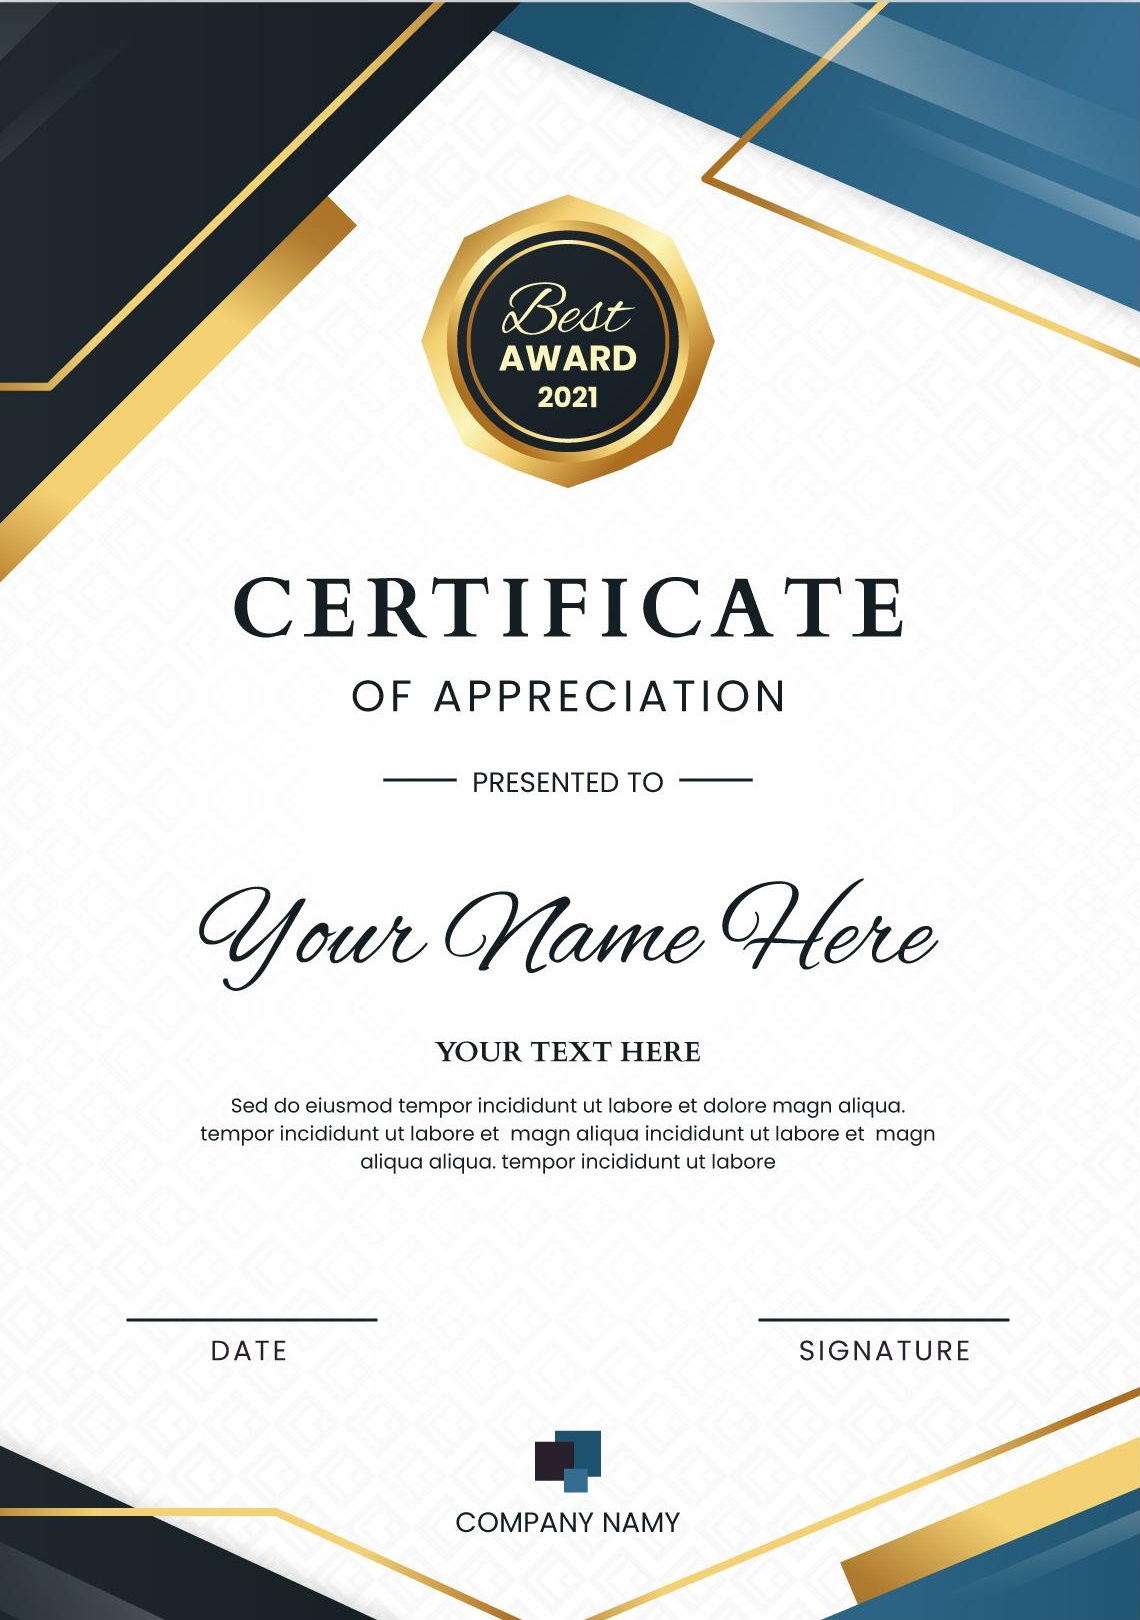 Best
AWARD
2021
CERTIFICATE
OF APPRECIATION
PRESENTED TO
Your Name Here
YOUR TEXT HERE
Sed do eiusmod tempor incididunt ut labore et dolore magn aliqua.
tempor incididunt ut labore et  magn aliqua incididunt ut labore et  magn
aliqua aliqua. tempor incididunt ut labore
DATE
SIGNATURE
COMPANY NAMY